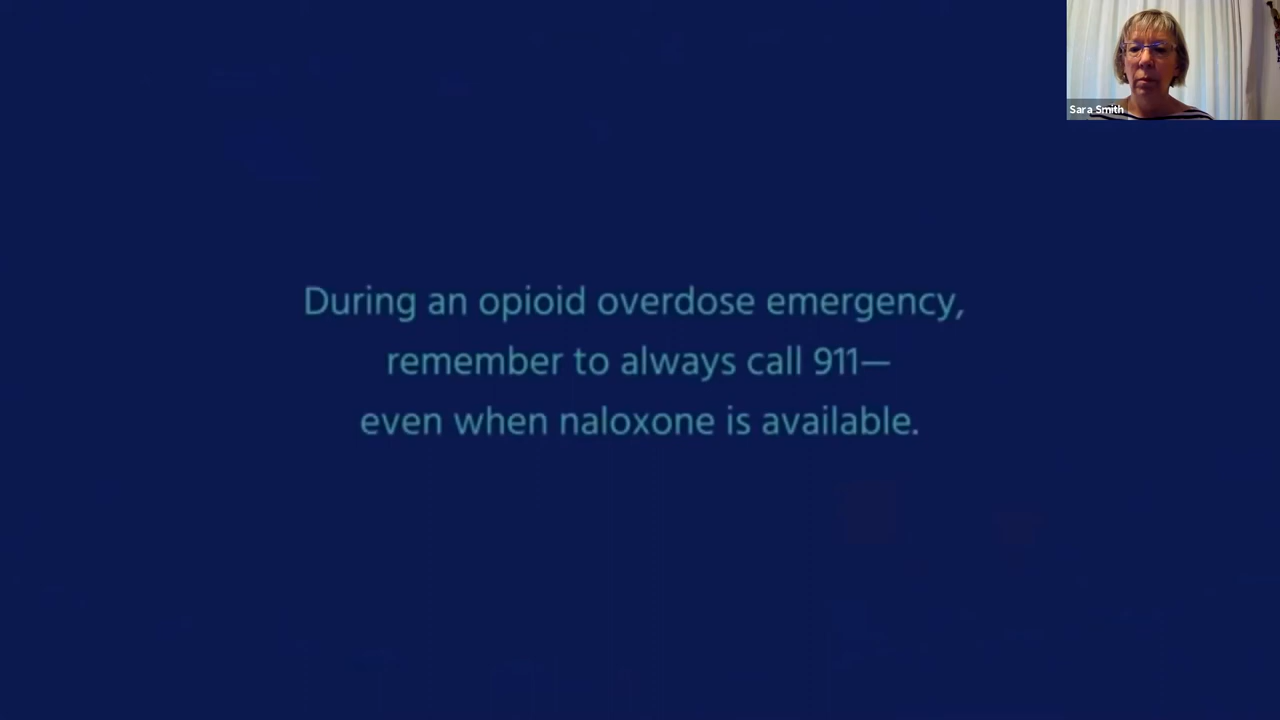 Sara Smith
During an opioid overdose emergency,
remember to always call 911—
even when naloxone is available.